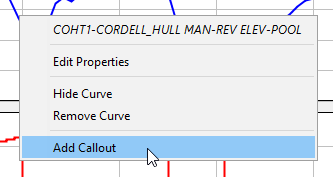 COHT1-CORDELL_HULL MAN-REV ELEV-POOL
Edit Properties
Hide Curve
Remove Curve
Add Callout